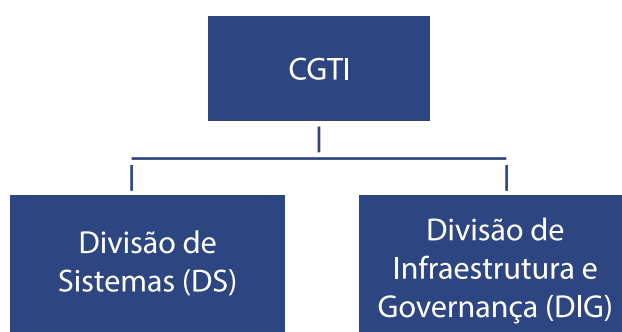 CGTI
Divisão de
Sistemas (DS)
Divisão de
Infraestrutura e
Governança (DIG)